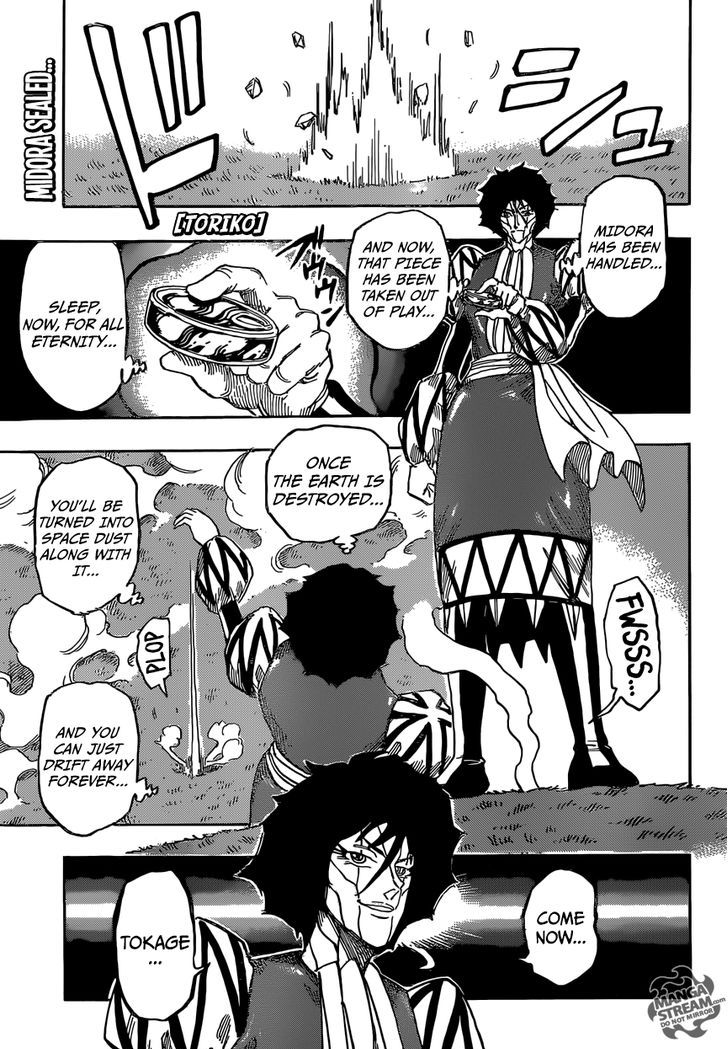 MIDORA SEALED...
ドシュ
[TORIKO]
MIDORA
HAS BEEN
HANDLED...
AND NOW,
THAT PIECE
HAS BEEN
TAKEN OUT
OF PLAY...
SLEEP,
NOW, FOR ALL
ETERNITY...
ONCE
THE EARTH IS
DESTROYED...
YOU'LL BE
TURNED INTO
SPACE DUST
ALONG WITH
IT...
PLOP
FWSSS...
AND YOU
CAN JUST
DRIFT AWAY
FOREVER...
COME
NOW...
TOKAGE
...
MANGA
STREAM.com
DO NOT MIRROR